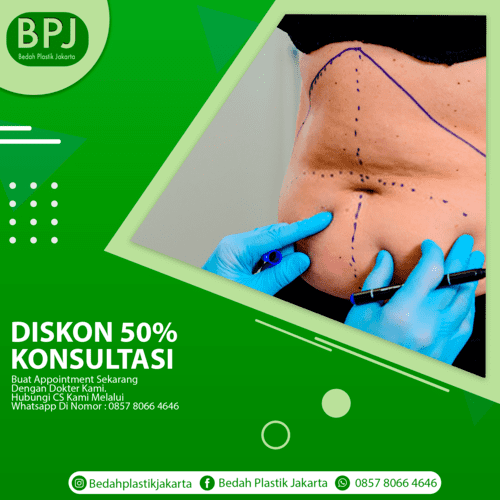 BPJ
Bedah Plastik Jakarta
DISKON 50%
KONSULTASI
Buat Appointment Sekarang
Dengan Dokter Kami.
Hubungi CS Kami Melalui
Whatsapp Di Nomor : 0857 8066 4646
Bedahplastikjakarta Bedah Plastik Jakarta 0857 8066 4646